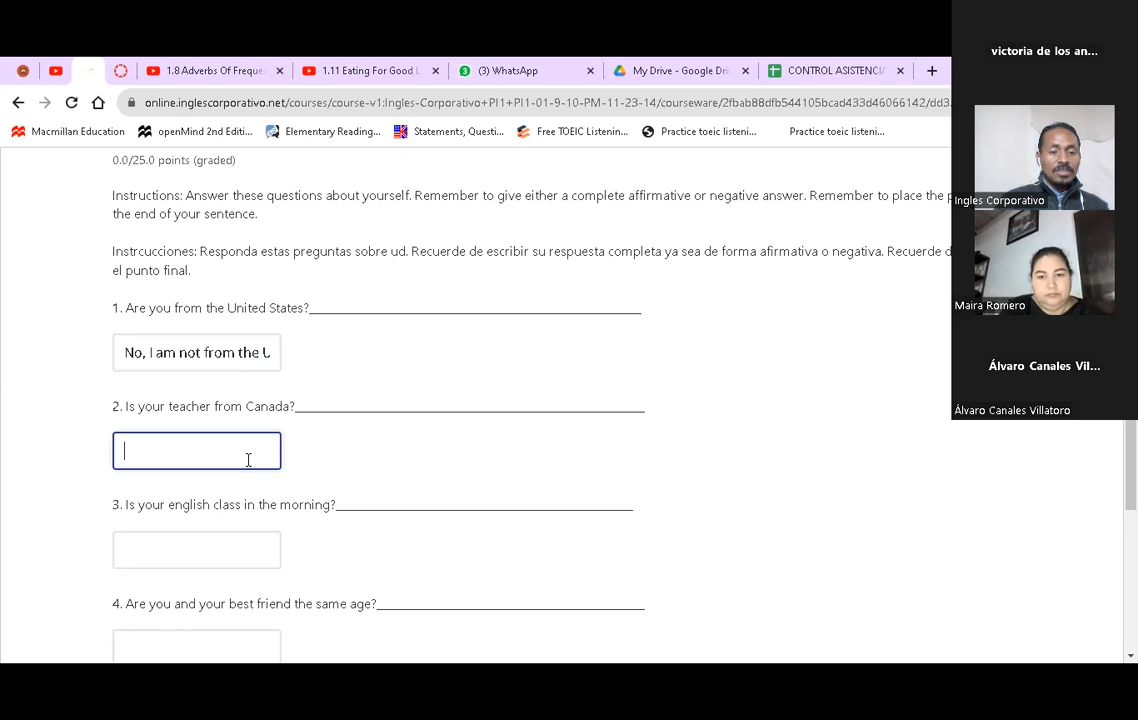 victoria de los an...
1.8 Adverbs Of Freque
1.11 Eating For Good L
(3) WhatsApp
My Drive - Google Dri
CONTROL ASISTENCIA
online.inglescorporativo.net/courses/course-v1:Ingles-Corporativo+PI1+PI1-01-9-10-PM-11-23-14/courseware/2fbab88dfb544105bcad433d46066142/dd3.
Macmillan Education
openMind 2nd Editi...
Elementary Reading...
Statements, Questi...
Free TOEIC Listenin...
Practice toeic listeni...
Practice toeic listeni...
0.0/25.0 points (graded)
Instructions: Answer these questions about yourself. Remember to give either a complete affirmative or negative answer. Remember to place the p
the end of your sentence.
Ingles Corporativo
Instrucciones: Responda estas preguntas sobre ud. Recuerde de escribir su respuesta completa ya sea de forma afirmativa o negativa. Recuerde d
el punto final.
1. Are you from the United States?
Maira Romero
No, I am not from the U
Álvaro Canales Vil...
2. Is your teacher from Canada?
Álvaro Canales Villatoro
3. Is your english class in the morning?
4. Are you and your best friend the same age?